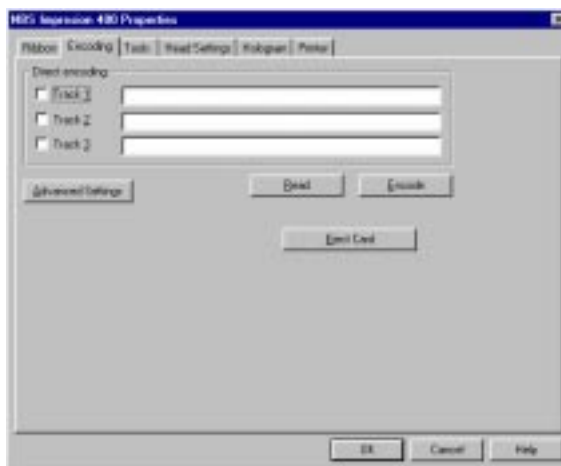 NBS Impression 400 Properties
Ribbon Encoding Tools Head Settings Hologram Printer
Direct encoding
Track 1
Track 2
Track 3
Advanced Settings Read Encode
Eject Card
OK Cancel Help